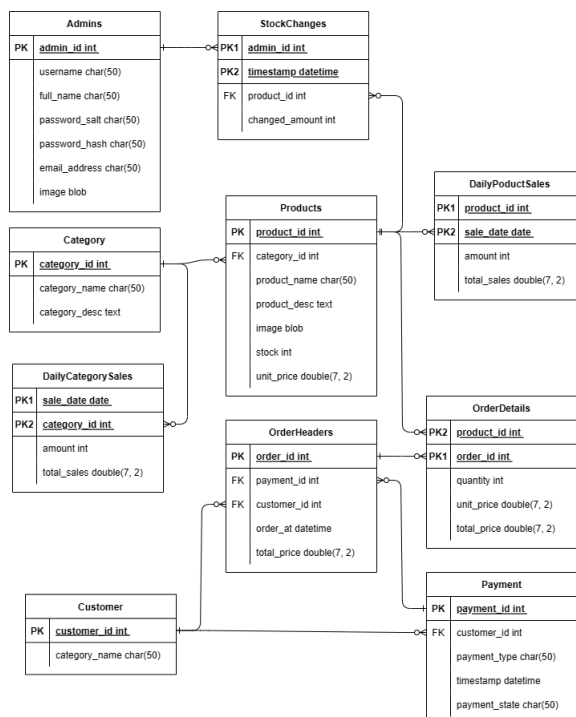 Admins
PK admin_id int
username char(50)
full_name char(50)
password_salt char(50)
password_hash char(50)
email_address char(50)
image blob
StockChanges
PK1 admin_id int
PK2 timestamp datetime
FK product_id int
changed_amount int
DailyPoductSales
PK1 product_id int
PK2 sale_date date
amount int
total_sales double(7, 2)
Products
PK product_id int
FK category_id int
product_name char(50)
product_desc text
image blob
stock int
unit_price double(7, 2)
Category
PK category_id int
category_name char(50)
category_desc text
DailyCategorySales
PK1 sale_date date
PK2 category_id int
amount int
total_sales double(7, 2)
OrderHeaders
PK order_id int
FK payment_id int
FK customer_id int
order_at datetime
total_price double(7, 2)
OrderDetails
PK2 product_id int
PK1 order_id int
quantity int
unit_price double(7, 2)
total_price double(7, 2)
Customer
PK customer_id int
category_name char(50)
Payment
PK payment_id int
FK customer_id int
payment_type char(50)
timestamp datetime
payment_state char(50)